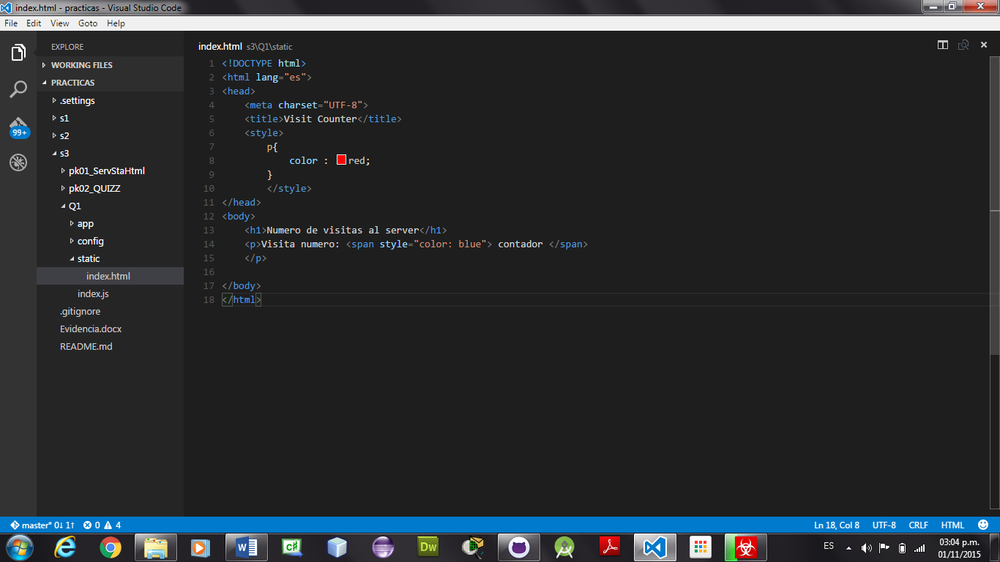 index.html - practicas - Visual Studio Code
File Edit View Goto Help
EXPLORE
WORKING FILES
PRACTICAS
.settings
s1
s2
s3
pk01_ServStaHtml
pk02_QUIZZ
Q1
app
config
static
index.html
index.js
.gitignore
Evidencia.docx
README.md
99+
index.html s3\Q1\static
1 <!DOCTYPE html>
2 <html lang="es">
3 <head>
4 <meta charset="UTF-8">
5 <title>Visit Counter</title>
6 <style>
7 p{
8 color : red;
9 }
10 </style>
11 </head>
12 <body>
13 <h1>Numero de visitas al server</h1>
14 <p>Visita numero: <span style="color: blue"> contador </span>
15 </p>
16
17 </body>
18 </html>
master* 0↓ 1↑ 0 4
Ln 18, Col 8 UTF-8 CRLF HTML
W C# Dw
ES
03:04 p.m.
01/11/2015